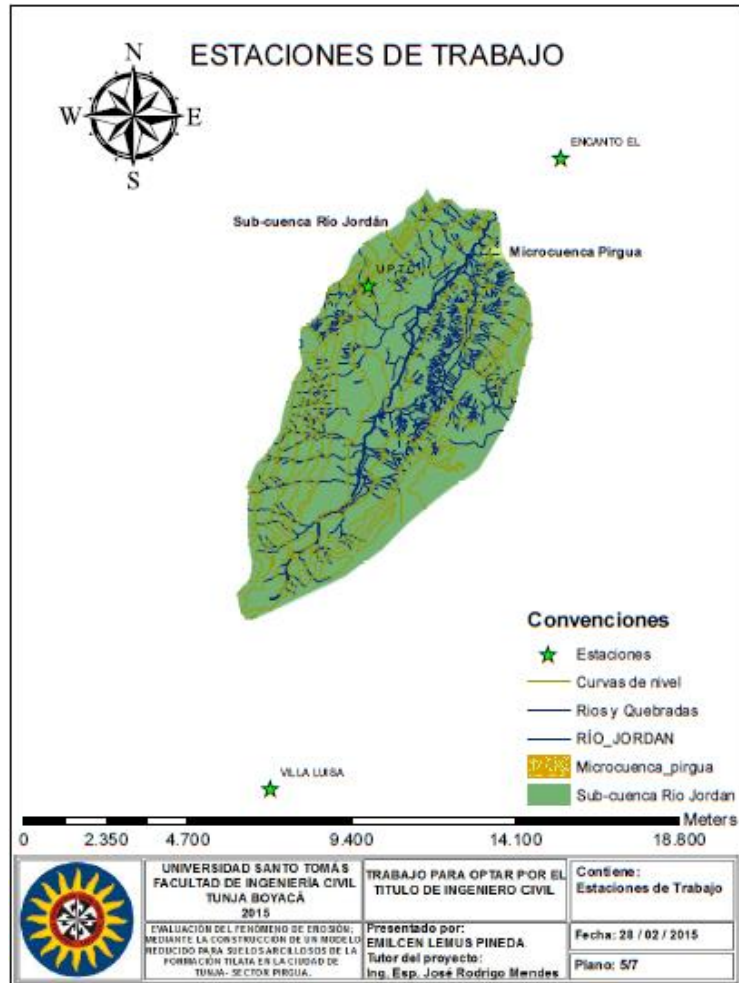 ESTACIONES DE TRABAJO
N
W E
S
ENCANTO EL
Sub-cuenca Río Jordán
Microcuenca Pirgua
U.P.T.C
VILLA LUISA
Convenciones
Estaciones
Curvas de nivel
Rios y Quebradas
RÍO_JORDAN
Microcuenca_pirgua
Sub-cuenca Rio Jordan
Meters
0 2.350 4.700 9.400 14.100 18.800
UNIVERSIDAD SANTO TOMÁS
FACULTAD DE INGENIERÍA CIVIL
TUNJA BOYACÁ
2015
EVALUACIÓN DEL FENÓMENO DE EROSIÓN;
MEDIANTE LA CONSTRUCCIÓN DE UN MODELO
REDUCIDO PARA SUELOS ARCILLOSOS DE LA
FORMACIÓN TILATA EN LA CIUDAD DE
TUNJA- SECTOR PIRGUA.
TRABAJO PARA OPTAR POR EL
TITULO DE INGENIERO CIVIL
Presentado por:
EMILCEN LEMUS PINEDA
Tutor del proyecto:
Ing. Esp. José Rodrigo Mendes
Contiene:
Estaciones de Trabajo
Fecha: 28 / 02 / 2015
Plano: 5/7